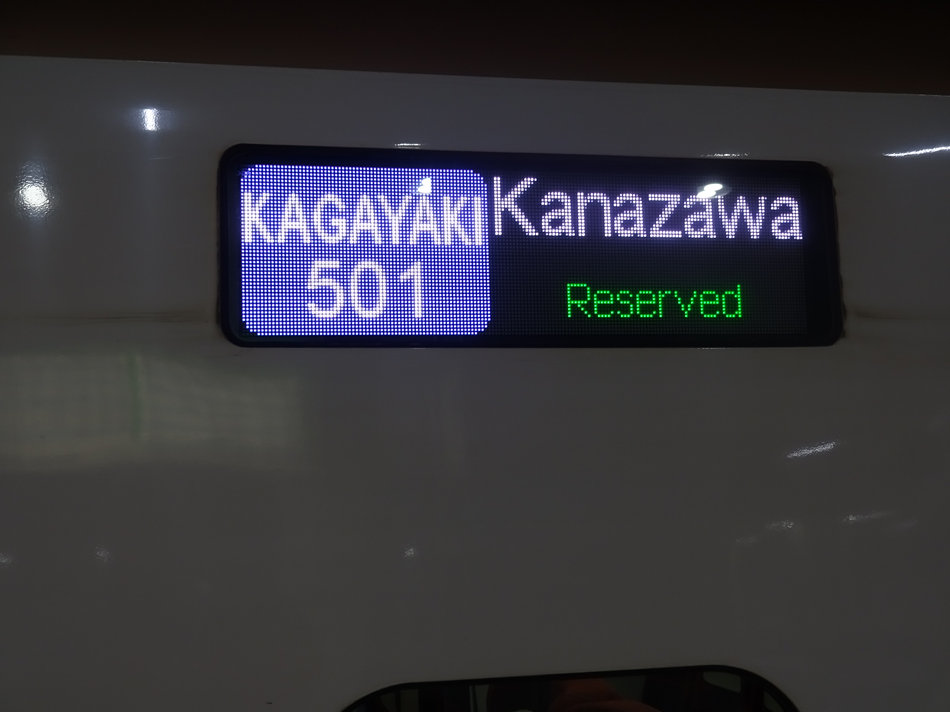 KAGAYAKI
501
Kanazawa
Reserved